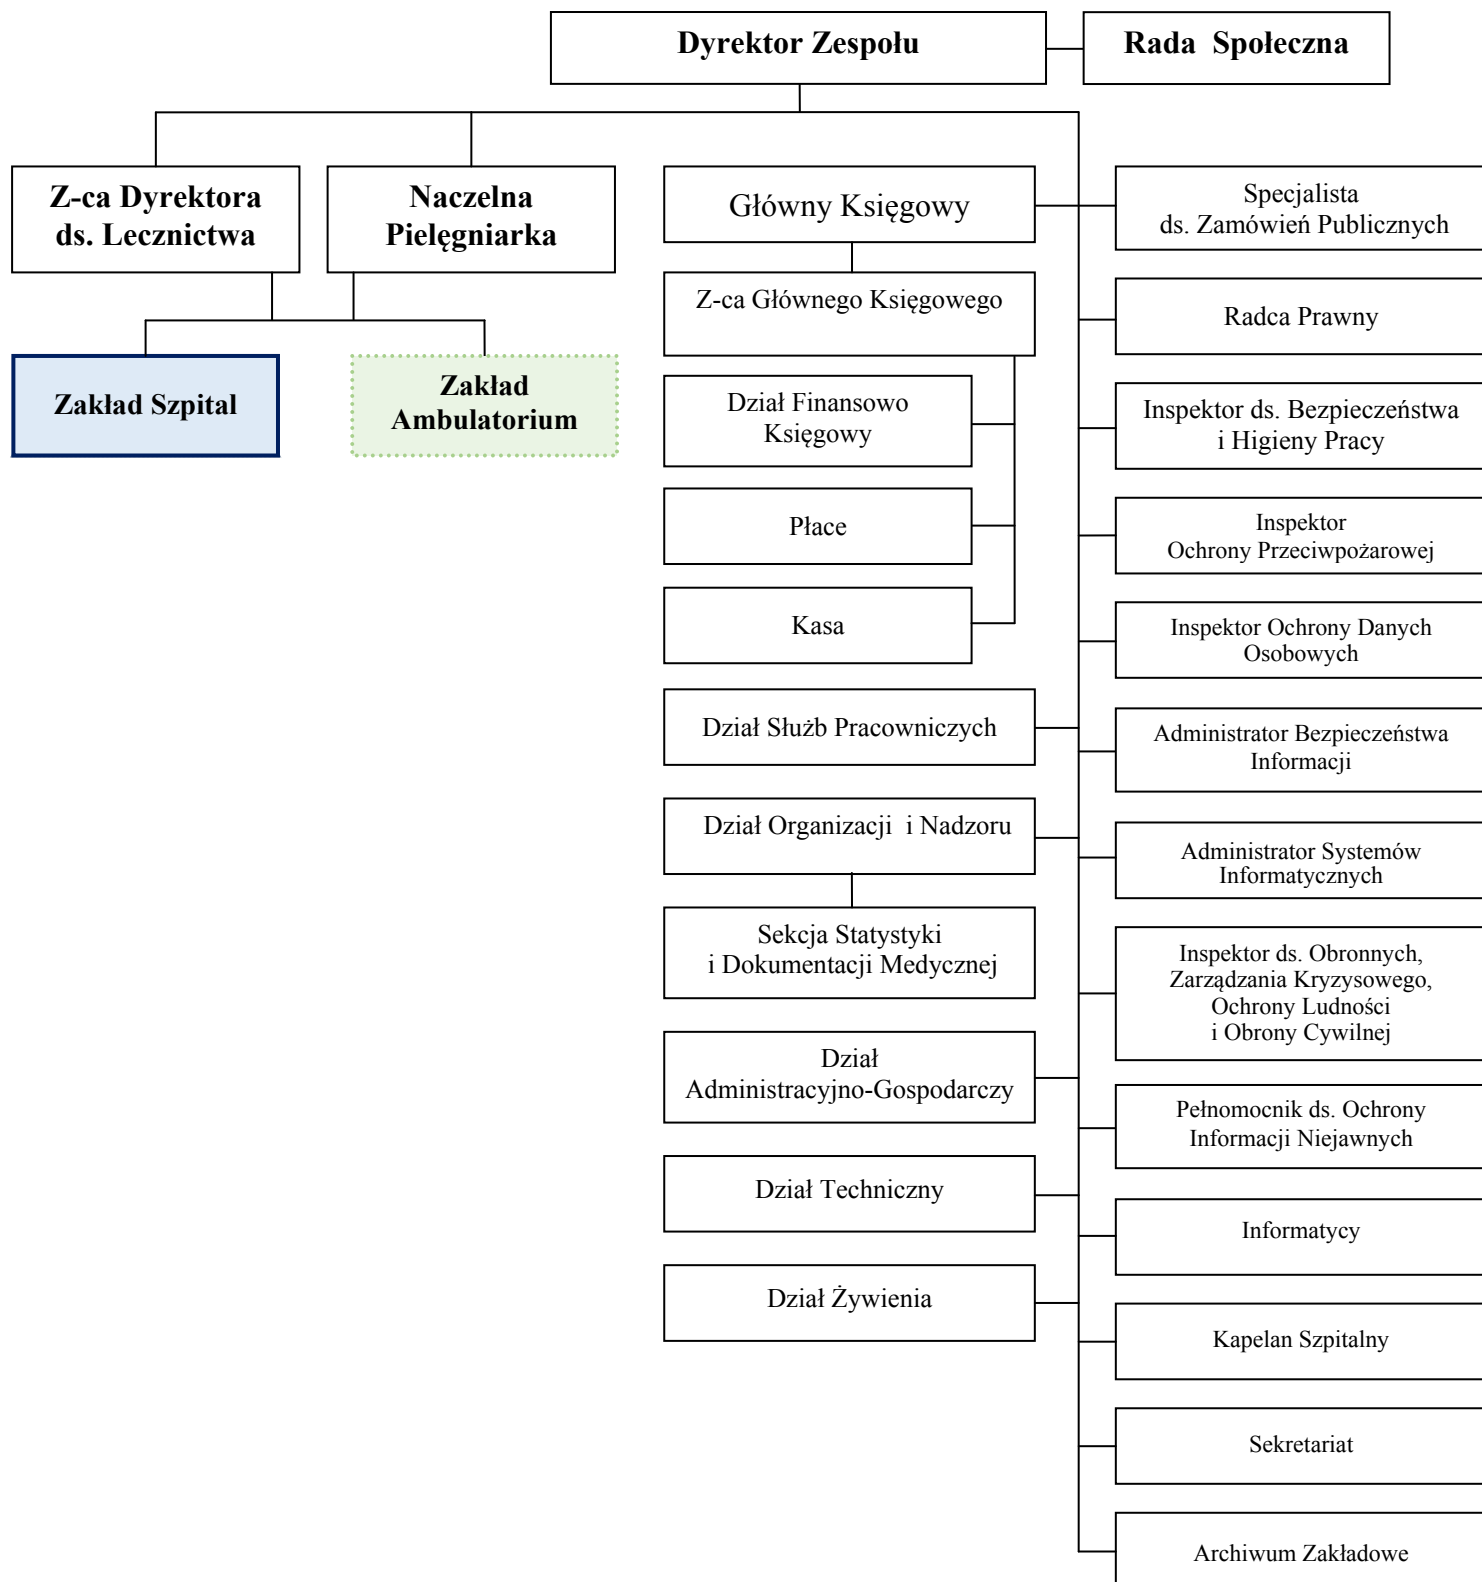 Dyrektor Zespołu
Rada Społeczna
Z-ca Dyrektora
ds. Lecznictwa
Naczelna
Pielęgniarka
Zakład Szpital
Zakład
Ambulatorium
Główny Księgowy
Z-ca Głównego Księgowego
Dział Finansowo
Księgowy
Płace
Kasa
Dział Służb Pracowniczych
Dział Organizacji i Nadzoru
Sekcja Statystyki
i Dokumentacji Medycznej
Dział
Administracyjno-Gospodarczy
Dział Techniczny
Dział Żywienia
Specjalista
ds. Zamówień Publicznych
Radca Prawny
Inspektor ds. Bezpieczeństwa
i Higieny Pracy
Inspektor
Ochrony Przeciwpożarowej
Inspektor Ochrony Danych
Osobowych
Administrator Bezpieczeństwa
Informacji
Administrator Systemów
Informatycznych
Inspektor ds. Obronnych,
Zarządzania Kryzysowego,
Ochrony Ludności
i Obrony Cywilnej
Pełnomocnik ds. Ochrony
Informacji Niejawnych
Informatycy
Kapelan Szpitalny
Sekretariat
Archiwum Zakładowe